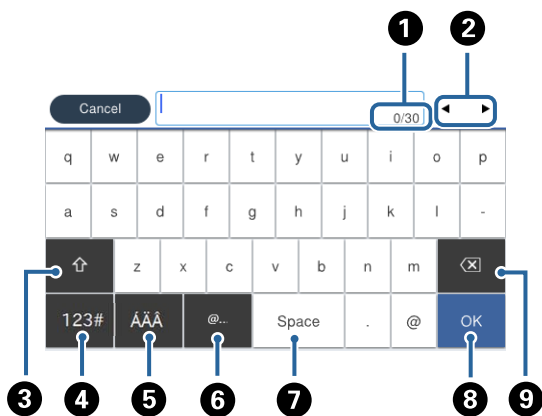 1 2
Cancel 0/30 ◄ ►
q w e r t y u i o p
a s d f g h j k l -
z x c v b n m
123# ÁÄÂ @... Space . @ OK
3 4 5 6 7 8 9